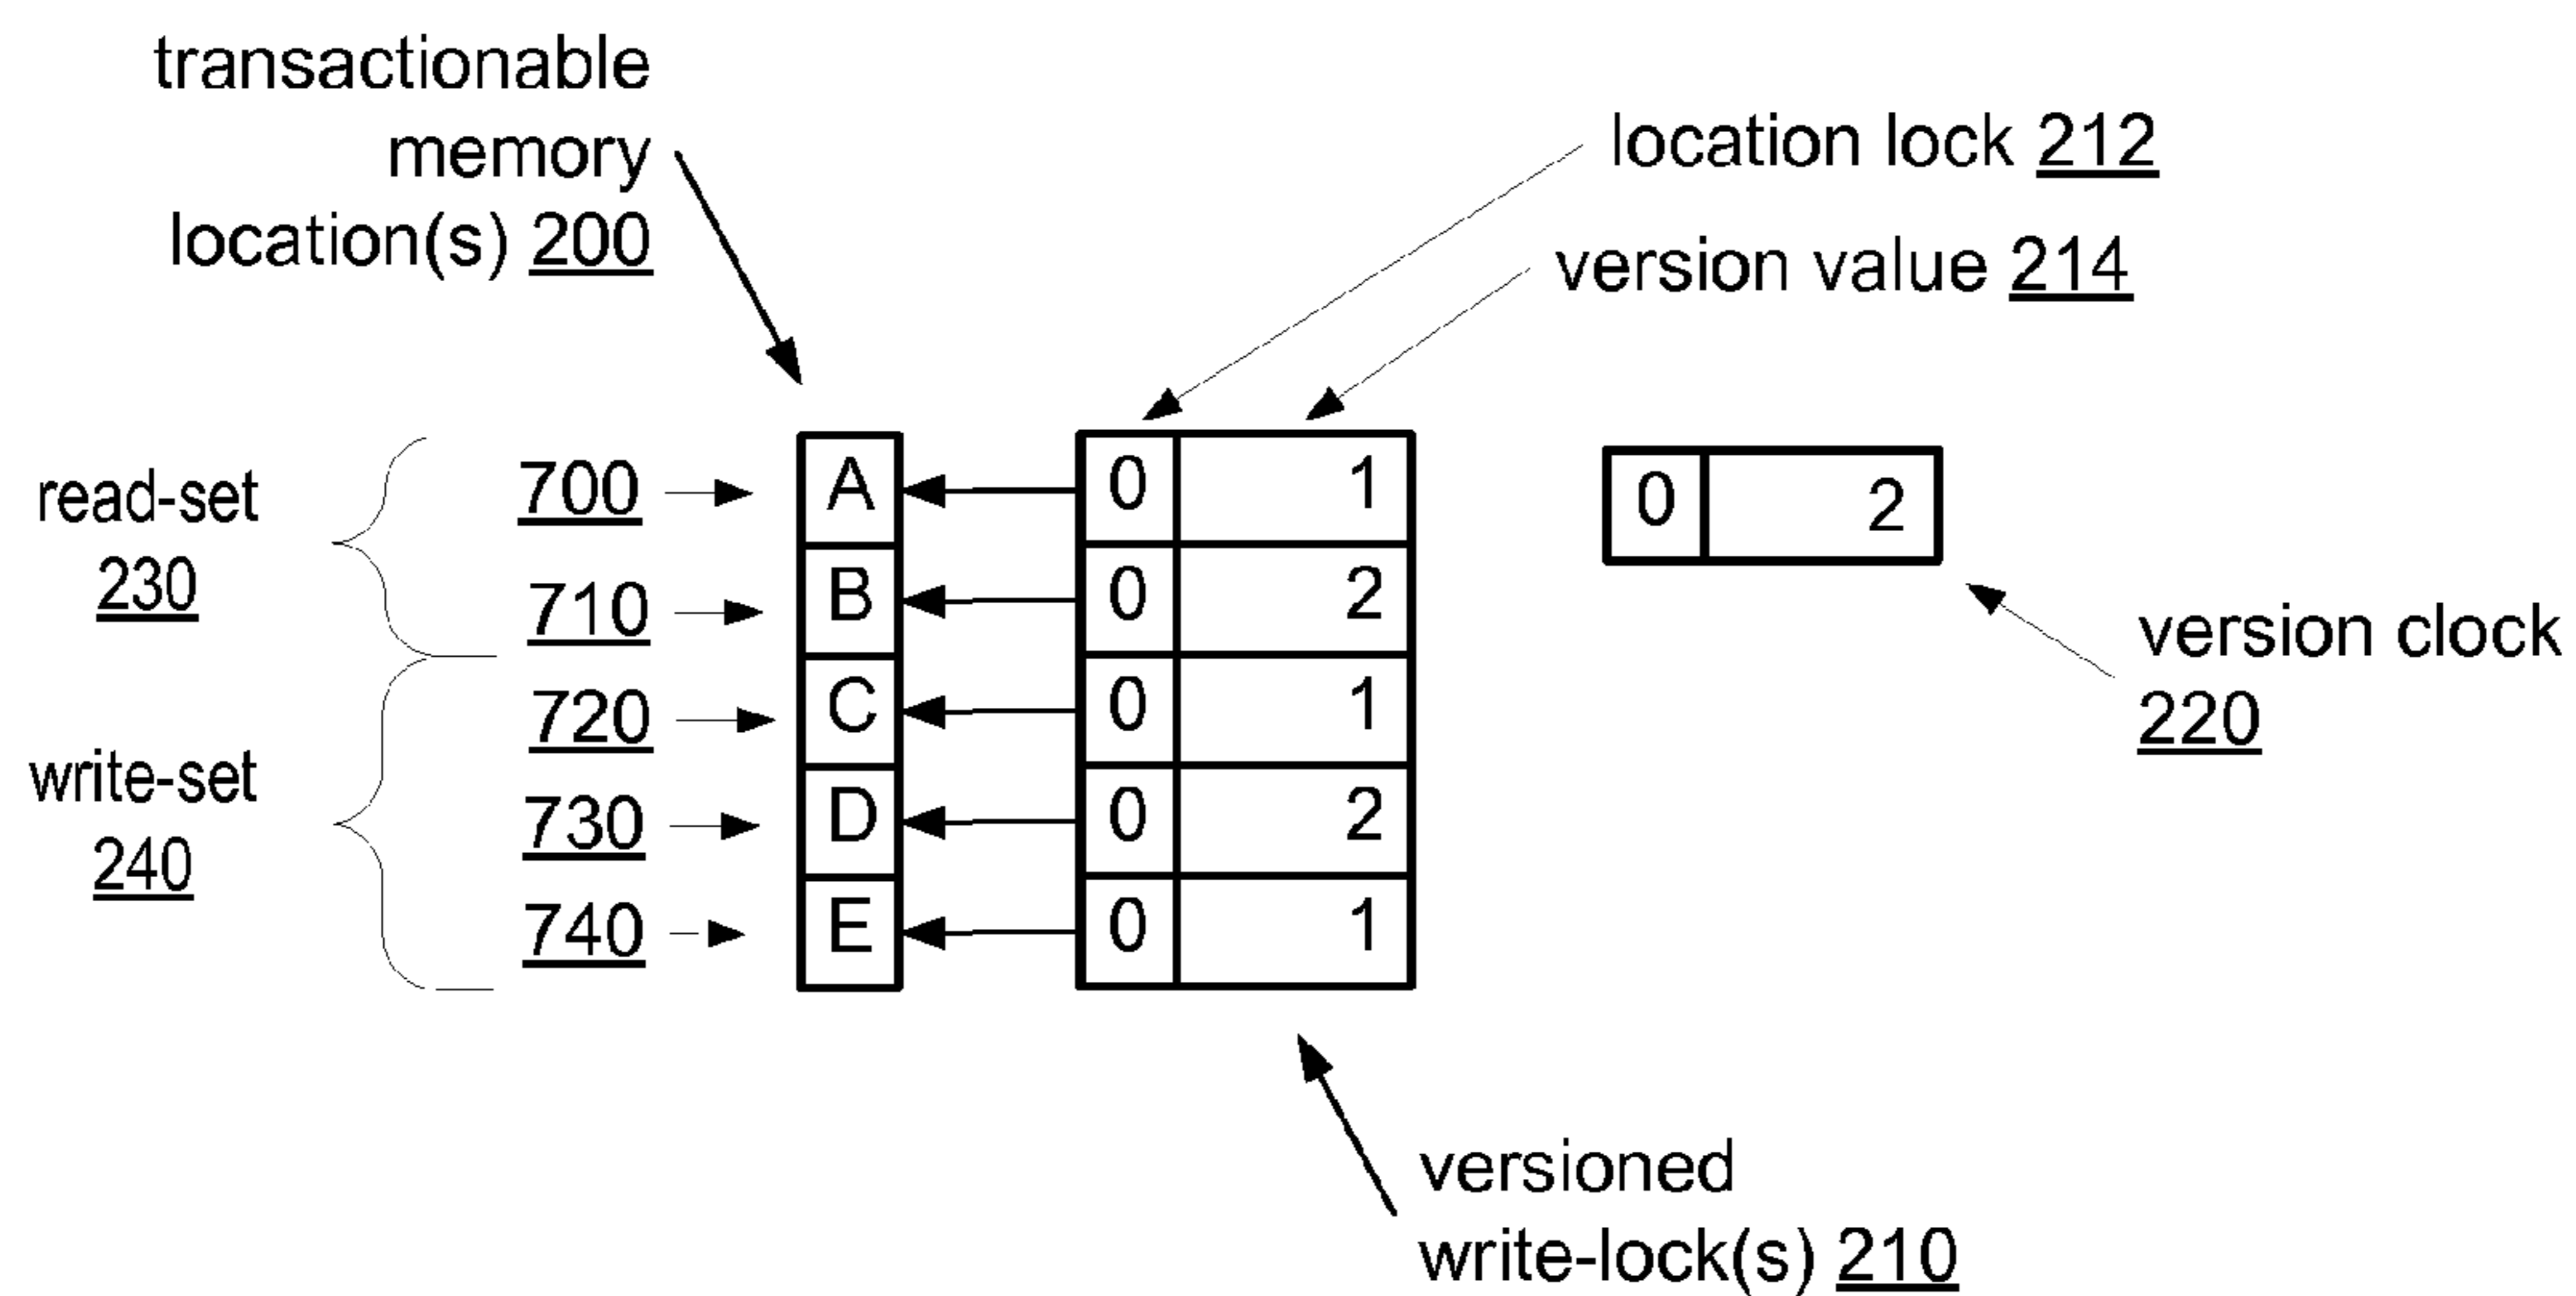 transactionable
memory
location(s) 200
location lock 212
version value 214
read-set
230
write-set
240
700
710
720
730
740
A
B
C
D
E
0 1
0 2
0 1
0 2
0 1
0 2
version clock
220
versioned
write-lock(s) 210